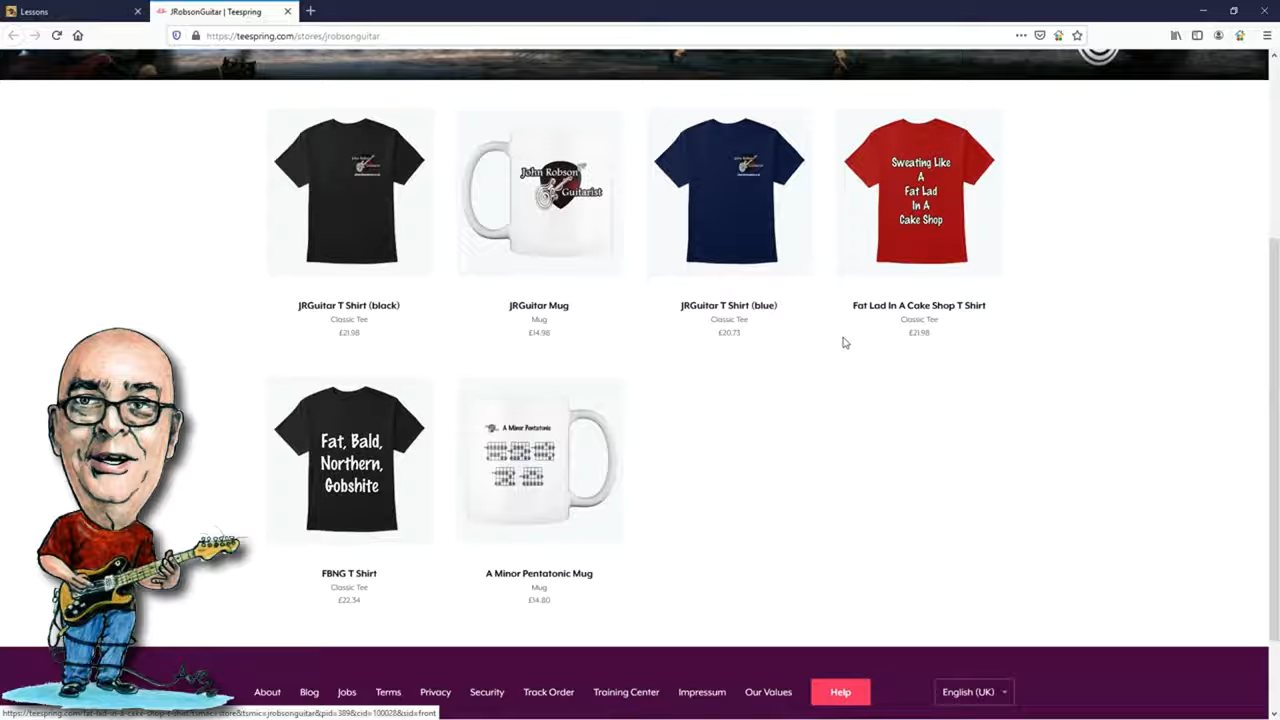 Lessons
JRobsonGuitar | Teespring
https://teespring.com/stores/jrobsonguitar
John Robson
Guitarist
Sweating Like
A
Fat Lad
In A
Cake Shop
JRGuitar T Shirt (black)
Classic Tee
£21.98
JRGuitar Mug
Mug
£14.98
JRGuitar T Shirt (blue)
Classic Tee
£20.73
Fat Lad In A Cake Shop T Shirt
Classic Tee
£21.98
Fat, Bald,
Northern,
Gobshite
A Minor Pentatonic
FBNG T Shirt
Classic Tee
£22.34
A Minor Pentatonic Mug
Mug
£14.80
About Blog Jobs Terms Privacy Security Track Order Training Center Impressum Our Values Help English (UK)